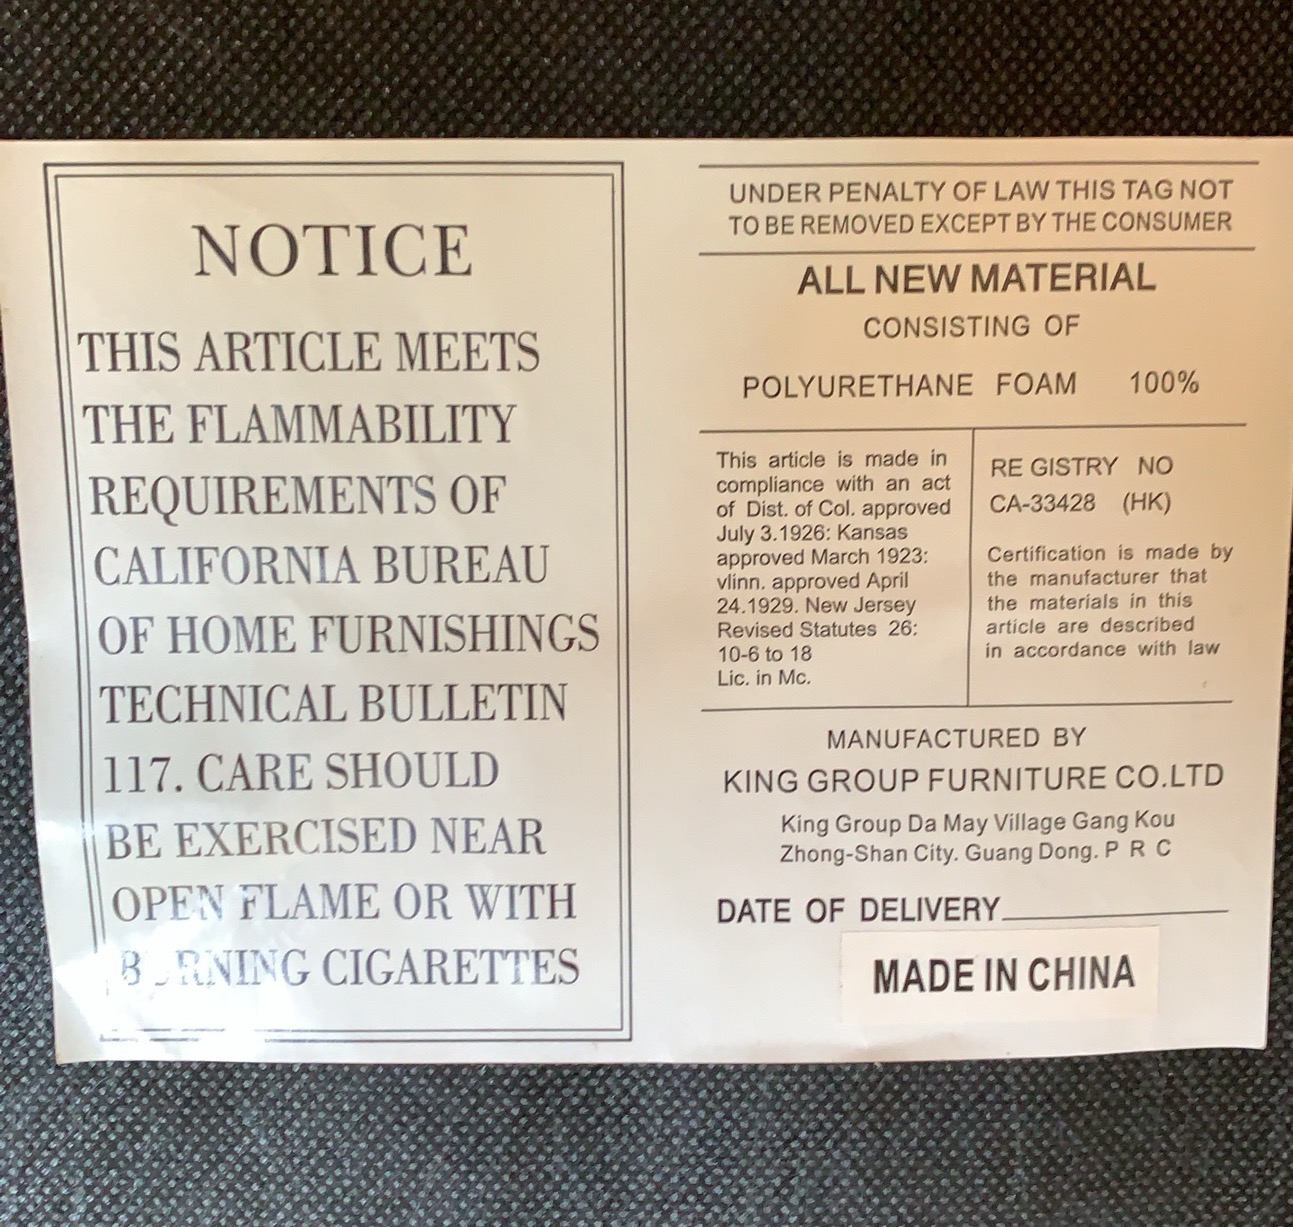 NOTICE
THIS ARTICLE MEETS
THE FLAMMABILITY
REQUIREMENTS OF
CALIFORNIA BUREAU
OF HOME FURNISHINGS
TECHNICAL BULLETIN
117. CARE SHOULD
BE EXERCISED NEAR
OPEN FLAME OR WITH
BURNING CIGARETTES
UNDER PENALTY OF LAW THIS TAG NOT
TO BE REMOVED EXCEPT BY THE CONSUMER
ALL NEW MATERIAL
CONSISTING OF
POLYURETHANE FOAM 100%
This article is made in
compliance with an act
of Dist. of Col. approved
July 3.1926: Kansas
approved March 1923:
vlinn. approved April
24.1929. New Jersey
Revised Statutes 26:
10-6 to 18
Lic. in Mc.
RE GISTRY NO
CA-33428 (HK)
Certification is made by
the manufacturer that
the materials in this
article are described
in accordance with law
MANUFACTURED BY
KING GROUP FURNITURE CO.LTD
King Group Da May Village Gang Kou
Zhong-Shan City. Guang Dong. P R C
DATE OF DELIVERY
MADE IN CHINA